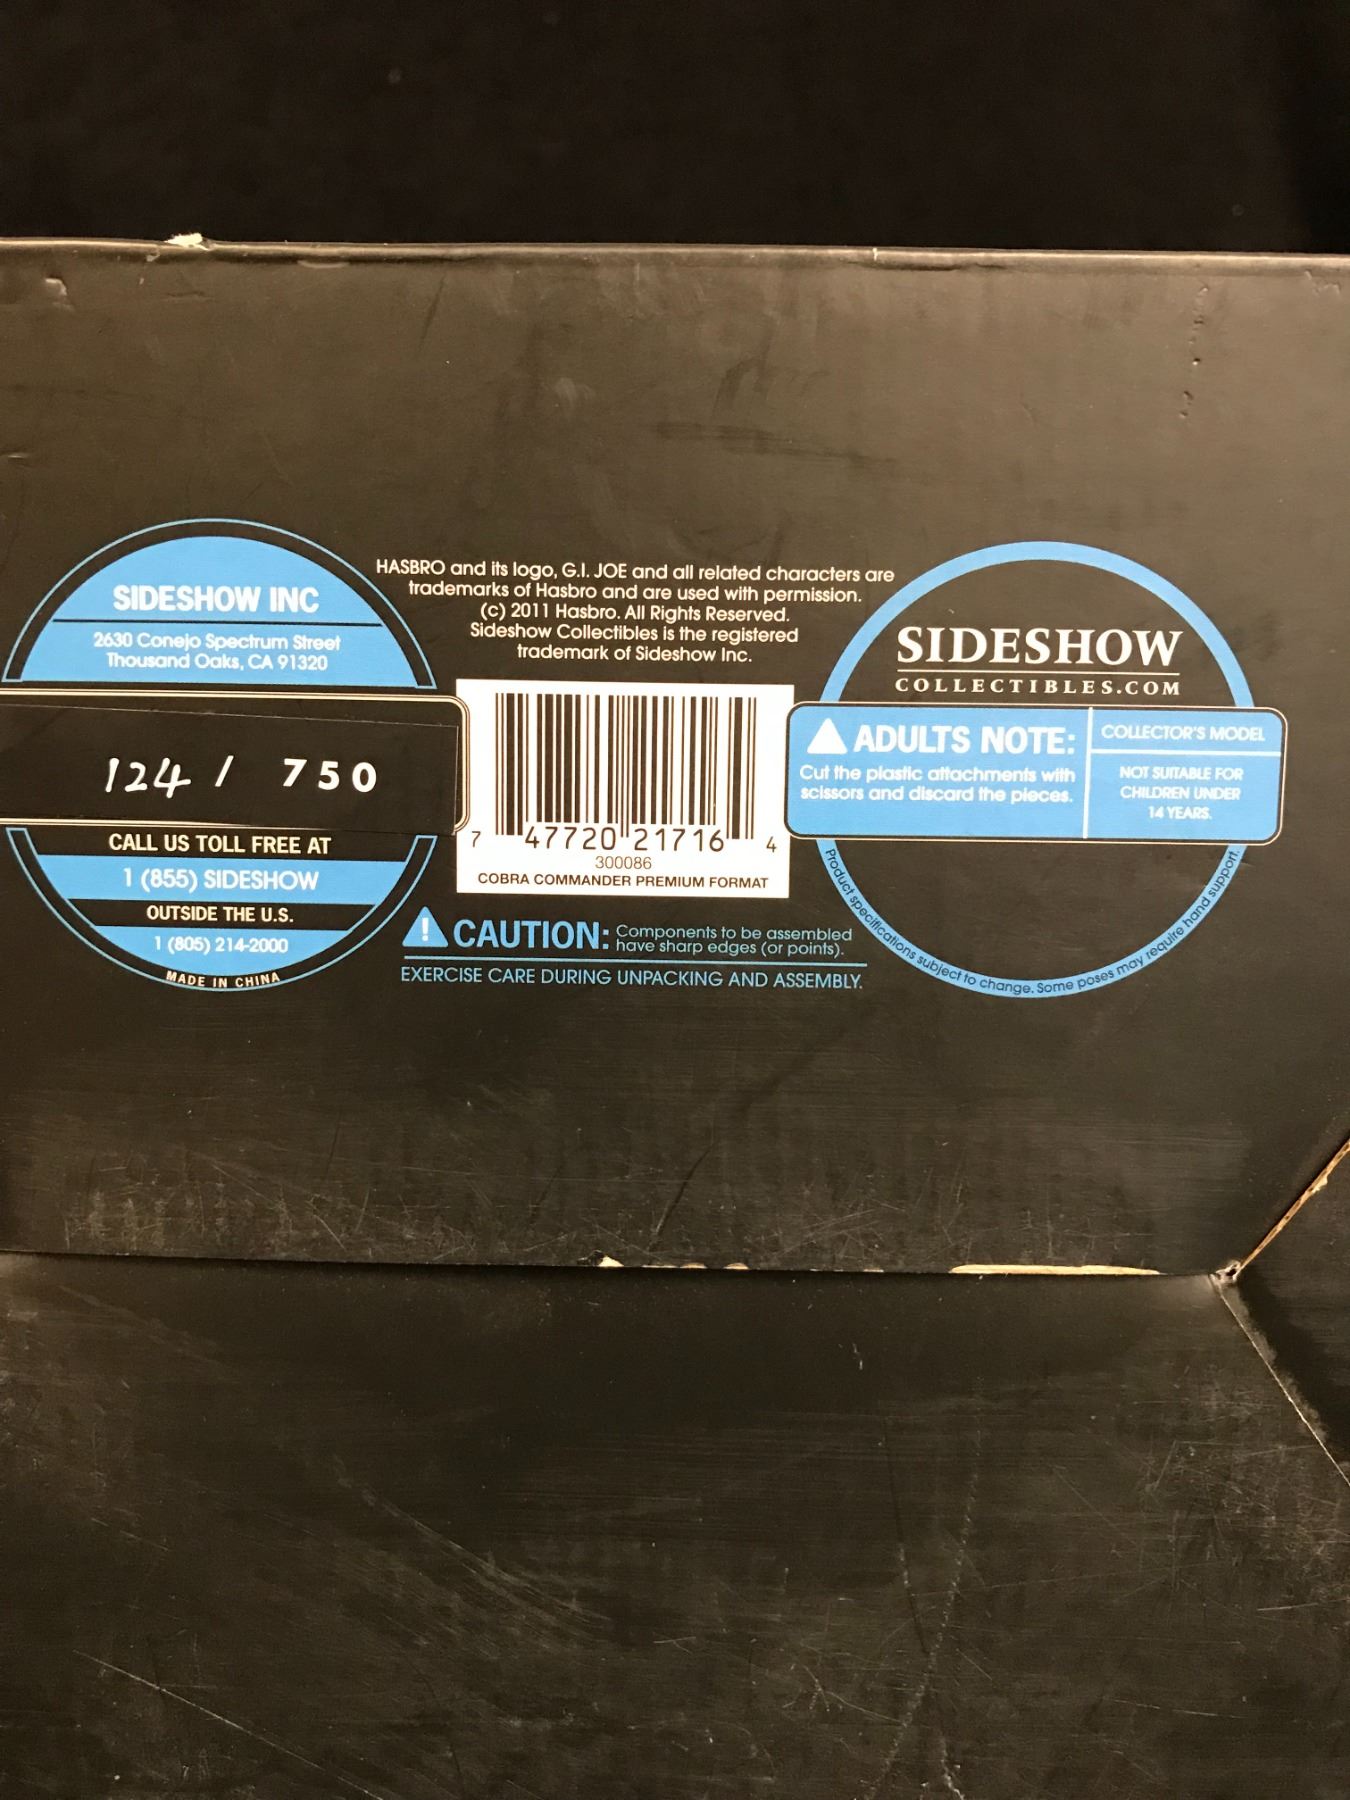 SIDESHOW INC
2630 Conejo Spectrum Street
Thousand Oaks, CA 91320
124 / 750
CALL US TOLL FREE AT
1 (855) SIDESHOW
OUTSIDE THE U.S.
1 (805) 214-2000
MADE IN CHINA
HASBRO and its logo, G.I. JOE and all related characters are
trademarks of Hasbro and are used with permission.
(c) 2011 Hasbro. All Rights Reserved.
Sideshow Collectibles is the registered
trademark of Sideshow Inc.
7 47720 21716 4
300086
COBRA COMMANDER PREMIUM FORMAT
! CAUTION: Components to be assembled
have sharp edges (or points).
EXERCISE CARE DURING UNPACKING AND ASSEMBLY.
SIDESHOW
COLLECTIBLES.COM
ADULTS NOTE:
Cut the plastic attachments with
scissors and discard the pieces.
COLLECTOR'S MODEL
NOT SUITABLE FOR
CHILDREN UNDER
14 YEARS.
Product specifications subject to change. Some poses may require hand support.